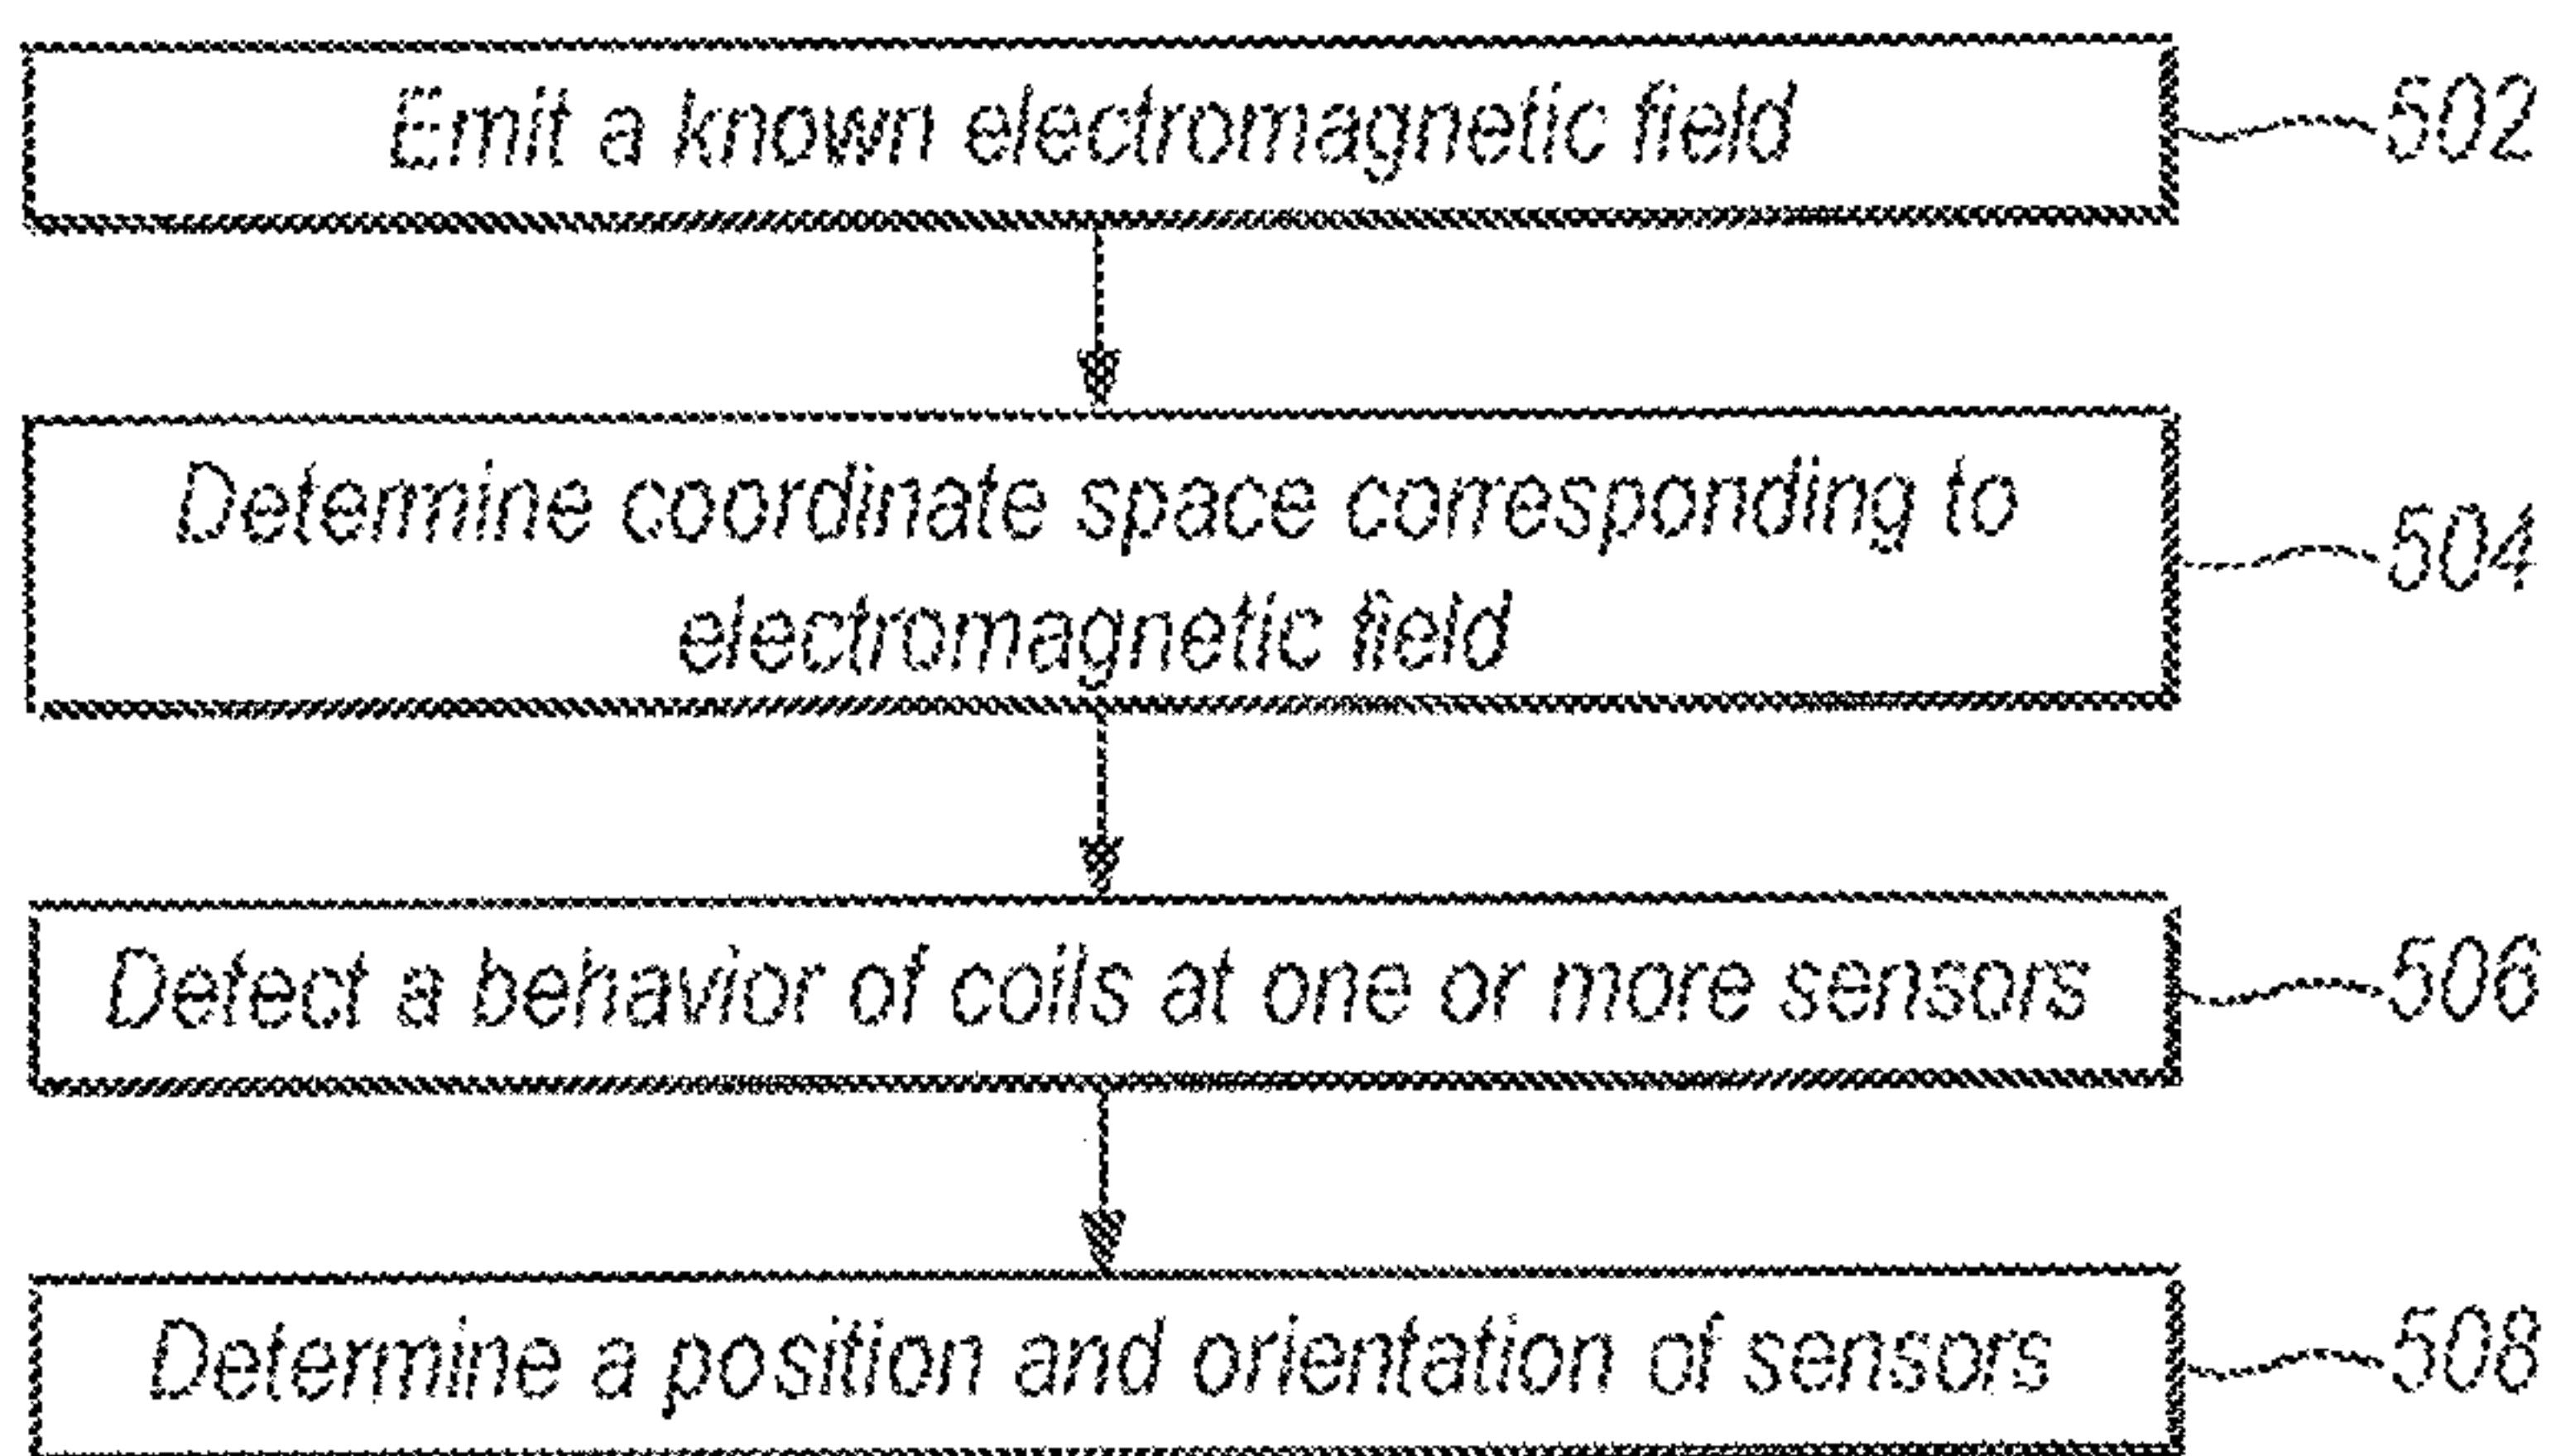 Emit a known electromagnetic field
502
Determine coordinate space corresponding to
electromagnetic field
504
Detect a behavior of coils at one or more sensors
506
Determine a position and orientation of sensors
508